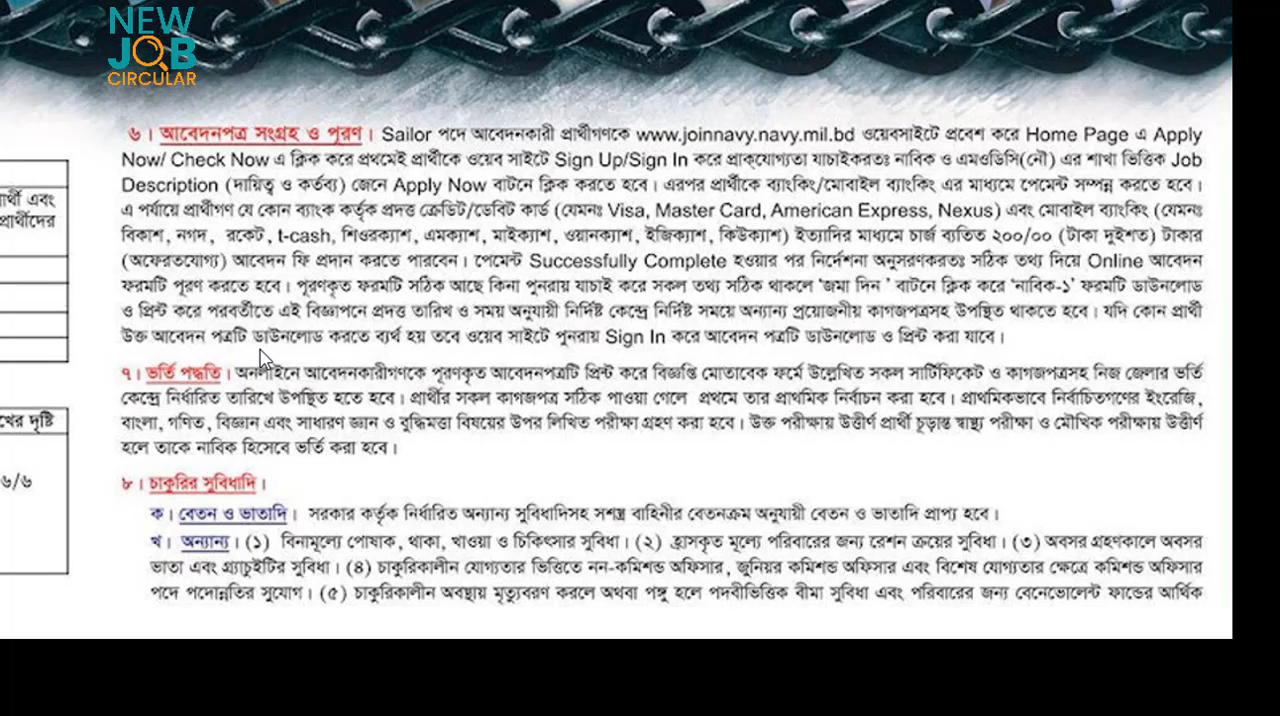 NEW
JOB
CIRCULAR
৬। আবেদনপত্র সংগ্রহ ও পূরণ। Sailor পদে আবেদনকারী প্রার্থীগণকে www.joinnavy.navy.mil.bd ওয়েবসাইটে প্রবেশ করে Home Page এ Apply
Now/ Check Now এ ক্লিক করে প্রথমেই প্রার্থীকে ওয়েব সাইটে Sign Up/Sign In করে প্রাক্‌যোগ্যতা যাচাইকরতঃ নাবিক ও এমওডিসি(নৌ) এর শাখা ভিত্তিক Job
Description (দায়িত্ব ও কর্তব্য) জেনে Apply Now বাটনে ক্লিক করতে হবে। এরপর প্রার্থীকে ব্যাংকিং/মোবাইল ব্যাংকিং এর মাধ্যমে পেমেন্ট সম্পন্ন করতে হবে।
এ পর্যায়ে প্রার্থীগণ যে কোন ব্যাংক কর্তৃক প্রদত্ত ক্রেডিট/ডেবিট কার্ড (যেমনঃ Visa, Master Card, American Express, Nexus) এবং মোবাইল ব্যাংকিং (যেমনঃ
বিকাশ, নগদ, রকেট, t-cash, শিওরক্যাশ, এমক্যাশ, মাইক্যাশ, ওয়ানক্যাশ, ইজিক্যাশ, কিউক্যাশ) ইত্যাদির মাধ্যমে চার্জ ব্যতিত ২০০/০০ (টাকা দুইশত) টাকার
(অফেরতযোগ্য) আবেদন ফি প্রদান করতে পারবেন। পেমেন্ট Successfully Complete হওয়ার পর নির্দেশনা অনুসরণকরতঃ সঠিক তথ্য দিয়ে Online আবেদন
ফরমটি পূরণ করতে হবে। পূরণকৃত ফরমটি সঠিক আছে কিনা পুনরায় যাচাই করে সকল তথ্য সঠিক থাকলে ‘জমা দিন ’ বাটনে ক্লিক করে ‘নাবিক-১’ ফরমটি ডাউনলোড
ও প্রিন্ট করে পরবর্তীতে এই বিজ্ঞাপনে প্রদত্ত তারিখ ও সময় অনুযায়ী নির্দিষ্ট কেন্দ্রে নির্দিষ্ট সময়ে অন্যান্য প্রয়োজনীয় কাগজপত্রসহ উপস্থিত থাকতে হবে। যদি কোন প্রার্থী
উক্ত আবেদন পত্রটি ডাউনলোড করতে ব্যর্থ হয় তবে ওয়েব সাইটে পুনরায় Sign In করে আবেদন পত্রটি ডাউনলোড ও প্রিন্ট করা যাবে।
৭। ভর্তি পদ্ধতি। অনলাইনে আবেদনকারীগণকে পূরণকৃত আবেদনপত্রটি প্রিন্ট করে বিজ্ঞপ্তি মোতাবেক ফর্মে উল্লেখিত সকল সার্টিফিকেট ও কাগজপত্রসহ নিজ জেলার ভর্তি
কেন্দ্রে নির্ধারিত তারিখে উপস্থিত হতে হবে। প্রার্থীর সকল কাগজপত্র সঠিক পাওয়া গেলে প্রথমে তার প্রাথমিক নির্বাচন করা হবে। প্রাথমিকভাবে নির্বাচিতগণের ইংরেজি,
বাংলা, গণিত, বিজ্ঞান এবং সাধারণ জ্ঞান ও বুদ্ধিমত্তা বিষয়ের উপর লিখিত পরীক্ষা গ্রহণ করা হবে। উক্ত পরীক্ষায় উত্তীর্ণ প্রার্থী চূড়ান্ত স্বাস্থ্য পরীক্ষা ও মৌখিক পরীক্ষায় উত্তীর্ণ
হলে তাকে নাবিক হিসেবে ভর্তি করা হবে।
৮। চাকুরির সুবিধাদি।
ক। বেতন ও ভাতাদি। সরকার কর্তৃক নির্ধারিত অন্যান্য সুবিধাদিসহ সশস্ত্র বাহিনীর বেতনক্রম অনুযায়ী বেতন ও ভাতাদি প্রাপ্য হবে।
খ। অন্যান্য। (১) বিনামূল্যে পোষাক, থাকা, খাওয়া ও চিকিৎসার সুবিধা। (২) হ্রাসকৃত মূল্যে পরিবারের জন্য রেশন ক্রয়ের সুবিধা। (৩) অবসর গ্রহণকালে অবসর
ভাতা এবং গ্র্যাচুইটির সুবিধা। (৪) চাকুরিকালীন যোগ্যতার ভিত্তিতে নন-কমিশন্ড অফিসার, জুনিয়র কমিশন্ড অফিসার এবং বিশেষ যোগ্যতার ক্ষেত্রে কমিশন্ড অফিসার
পদে পদোন্নতির সুযোগ। (৫) চাকুরিকালীন অবস্থায় মৃত্যুবরণ করলে অথবা পঙ্গু হলে পদবীভিত্তিক বীমা সুবিধা এবং পরিবারের জন্য বেনেভোলেন্ট ফান্ডের আর্থিক
এবং
প্রার্থীদের
দৃষ্টি
৬/৬